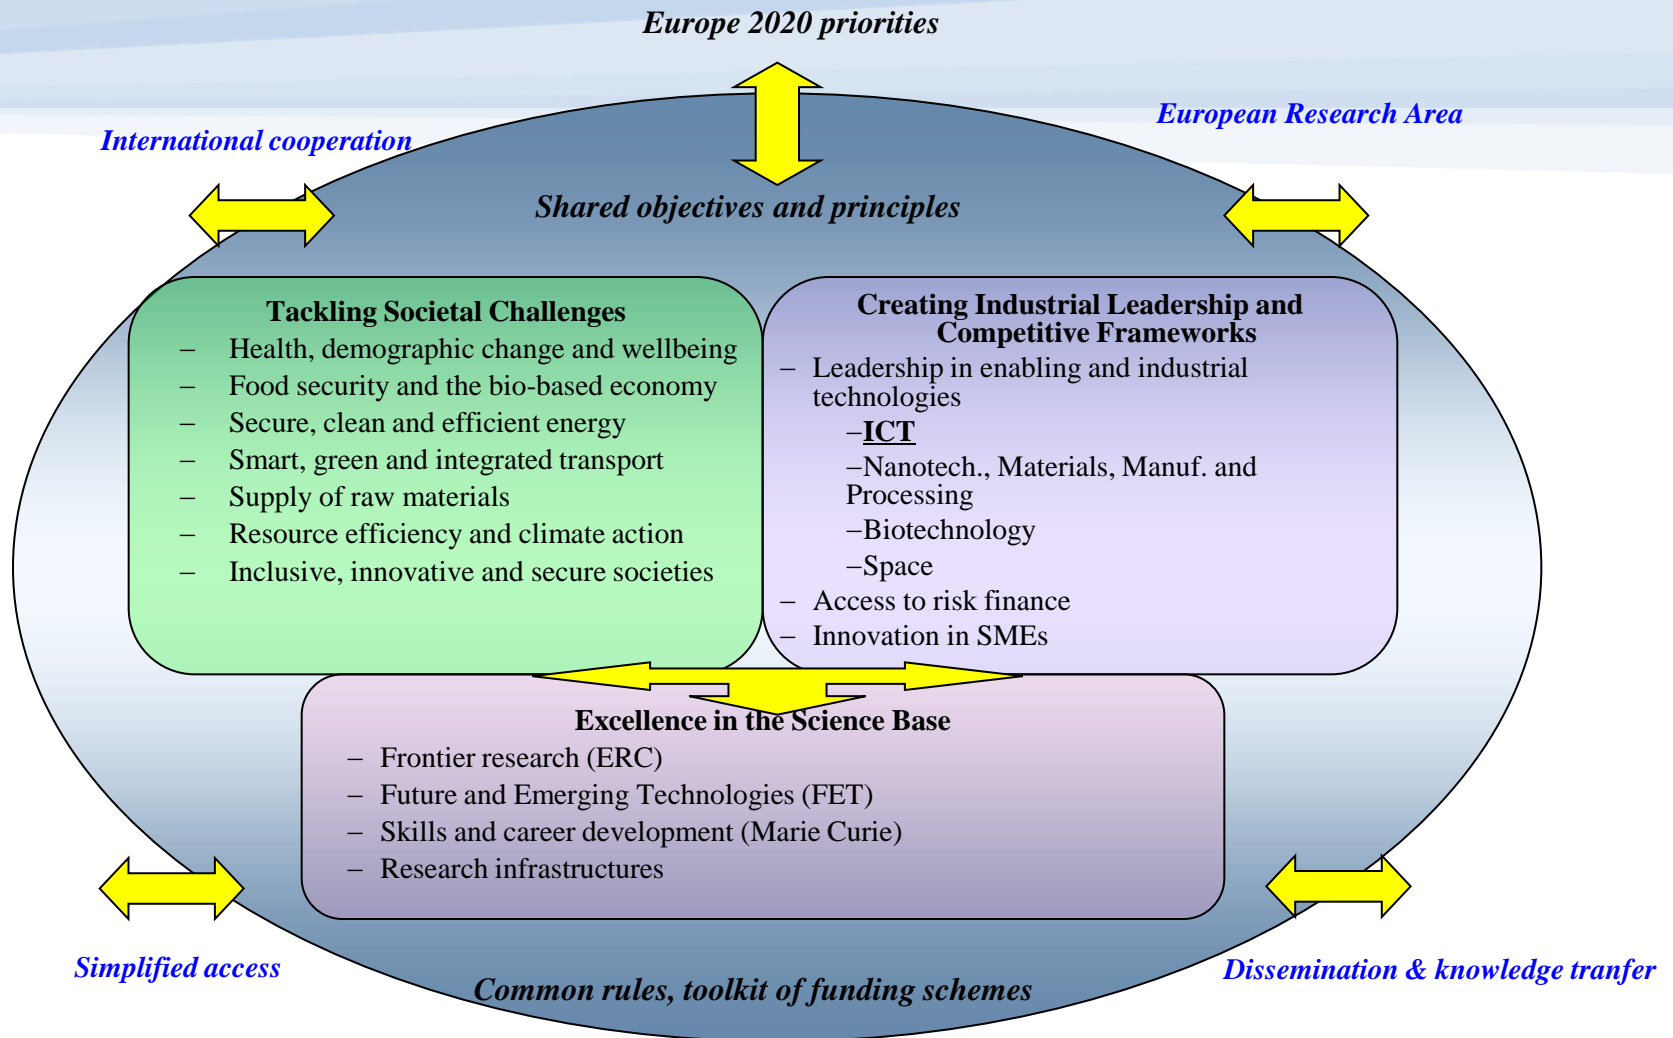 Europe 2020 priorities
International cooperation
European Research Area
Shared objectives and principles
Tackling Societal Challenges
– Health, demographic change and wellbeing
– Food security and the bio-based economy
– Secure, clean and efficient energy
– Smart, green and integrated transport
– Supply of raw materials
– Resource efficiency and climate action
– Inclusive, innovative and secure societies
Creating Industrial Leadership and
Competitive Frameworks
– Leadership in enabling and industrial
technologies
–ICT
–Nanotech., Materials, Manuf. and
Processing
–Biotechnology
–Space
– Access to risk finance
– Innovation in SMEs
Excellence in the Science Base
– Frontier research (ERC)
– Future and Emerging Technologies (FET)
– Skills and career development (Marie Curie)
– Research infrastructures
Simplified access
Dissemination & knowledge tranfer
Common rules, toolkit of funding schemes